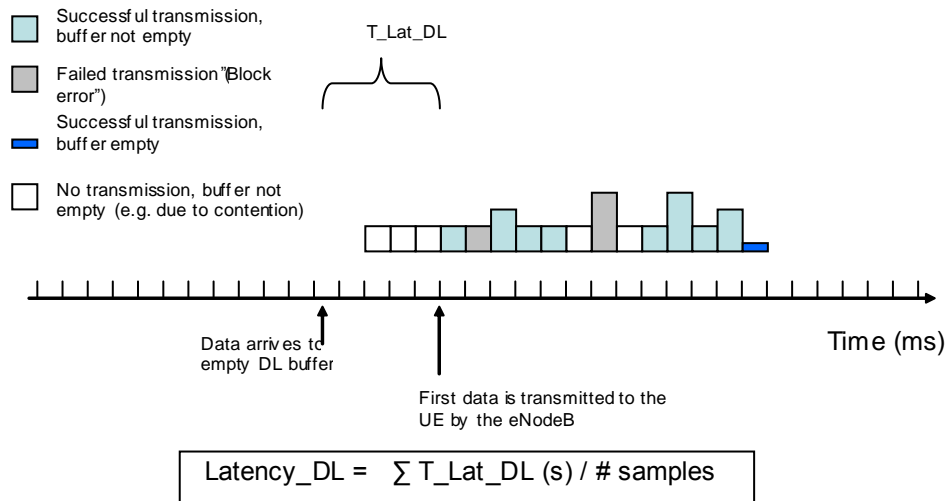 Successful transmission,
buffer not empty
Failed transmission ”(Block
error”)
Successful transmission,
buffer empty
No transmission, buffer not
empty (e.g. due to contention)
T_Lat_DL
Data arrives to
empty DL buffer
Time (ms)
First data is transmitted to the
UE by the eNodeB
Latency_DL = ∑ T_Lat_DL (s) / # samples